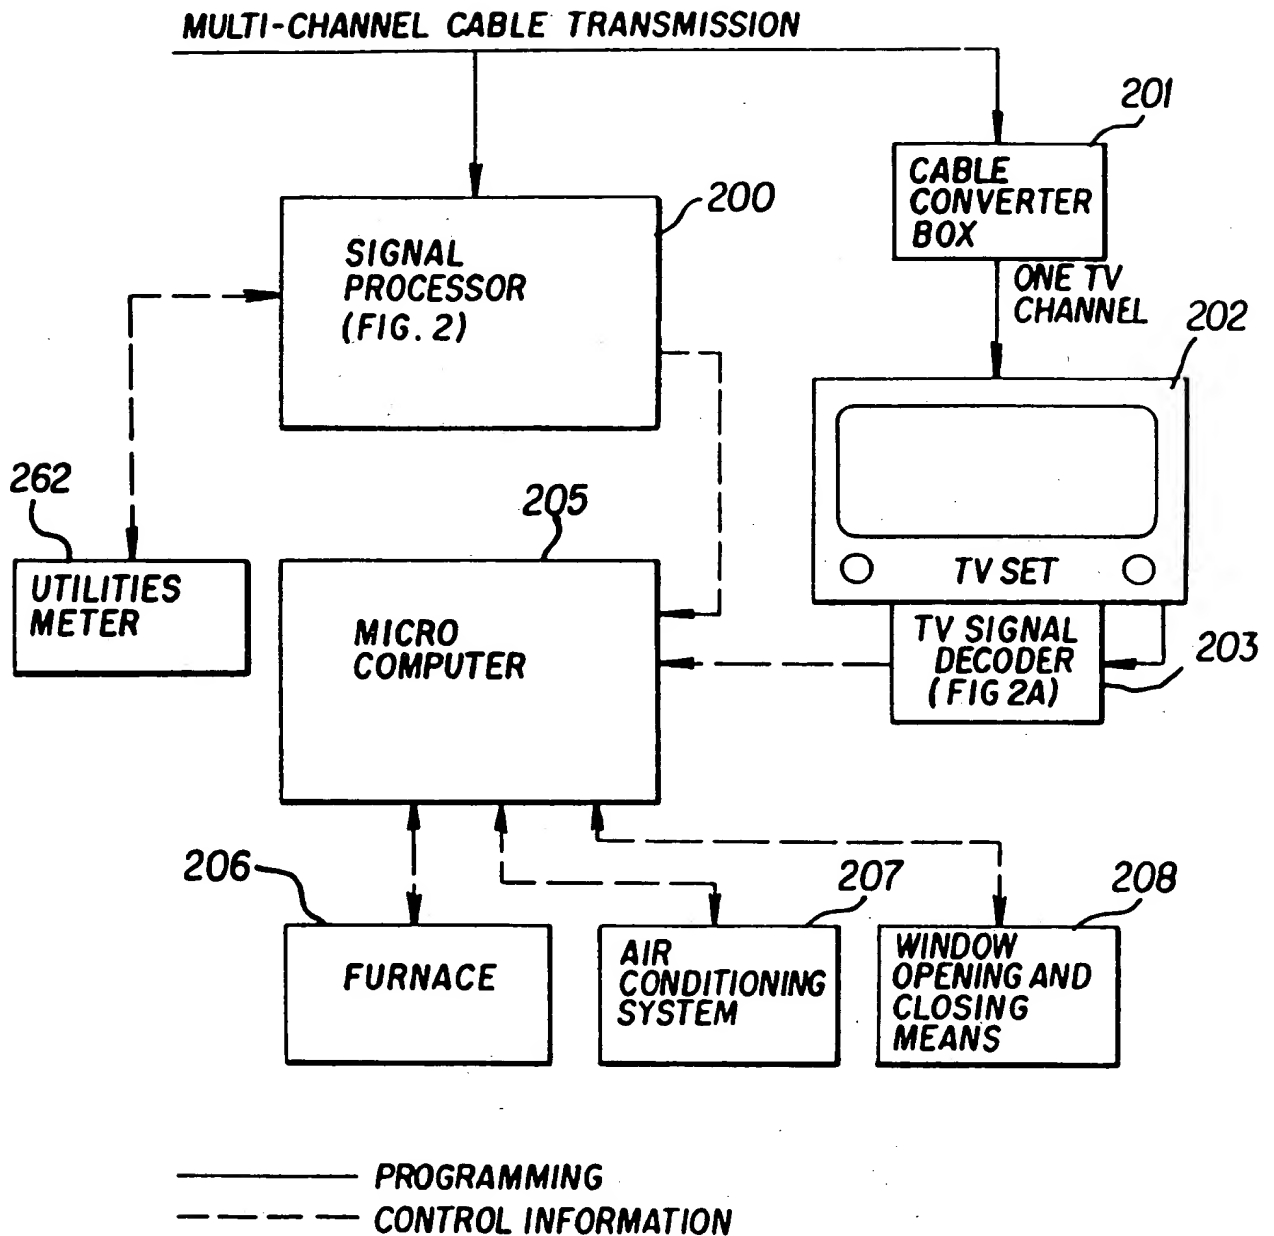 MULTI-CHANNEL CABLE TRANSMISSION
201
CABLE
CONVERTER
BOX
200
SIGNAL
PROCESSOR
(FIG. 2)
ONE TV
CHANNEL
202
262
205
UTILITIES
METER
TV SET
MICRO
COMPUTER
TV SIGNAL
DECODER
(FIG 2A)
203
206
207
208
FURNACE
AIR
CONDITIONING
SYSTEM
WINDOW
OPENING AND
CLOSING
MEANS
PROGRAMMING
CONTROL INFORMATION